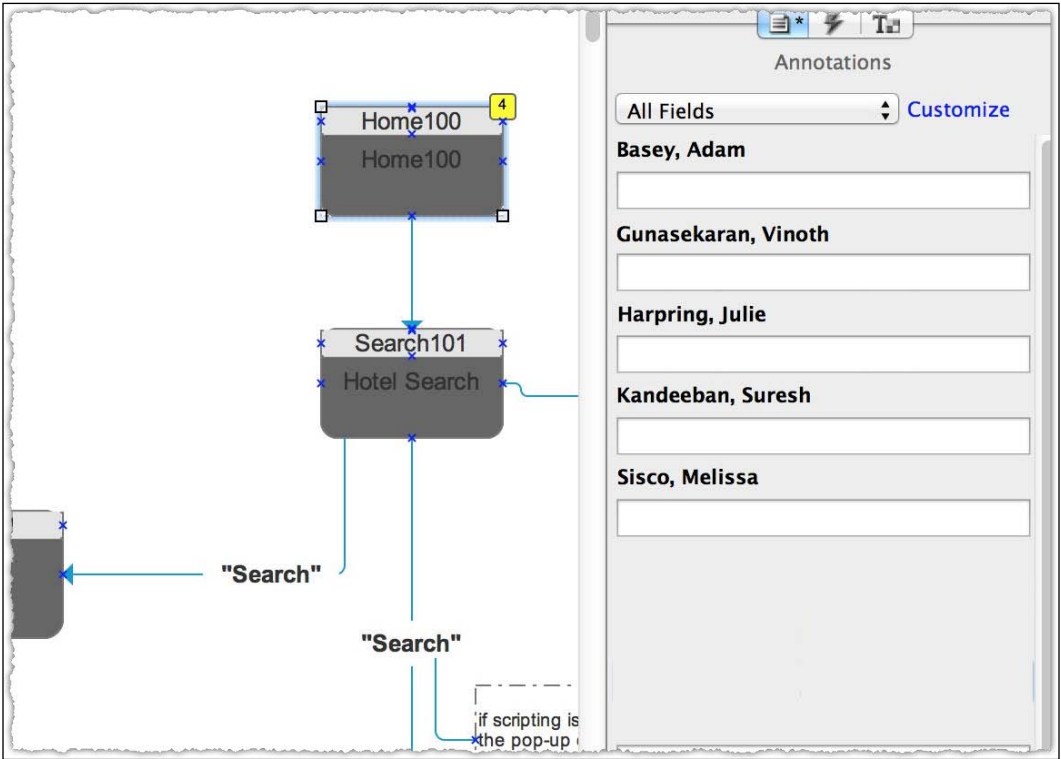 4
Home100
Home100
Search101
Hotel Search
"Search"
"Search"
if scripting is
the pop-up
*
T
Annotations
All Fields
Customize
Basey, Adam
Gunasekaran, Vinoth
Harpring, Julie
Kandeeban, Suresh
Sisco, Melissa